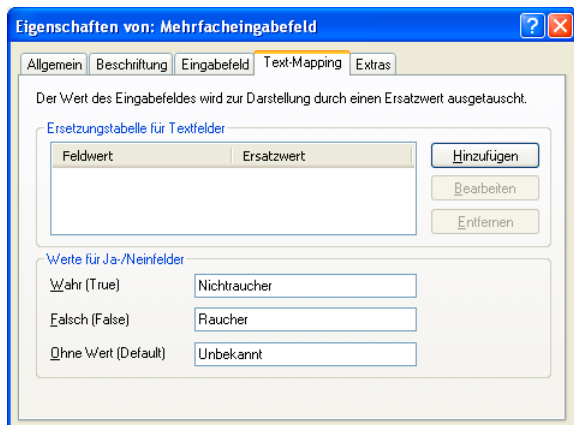 Eigenschaften von: Mehrfacheingabefeld
Allgemein Beschriftung Eingabefeld Text-Mapping Extras
Der Wert des Eingabefeldes wird zur Darstellung durch einen Ersatzwert ausgetauscht.
Ersetzungstabelle für Textfelder
Feldwert Ersatzwert
Hinzufügen
Bearbeiten
Entfernen
Werte für Ja-/Neinfelder
Wahr (True) Nichtraucher
Falsch (False) Raucher
Ohne Wert (Default) Unbekannt